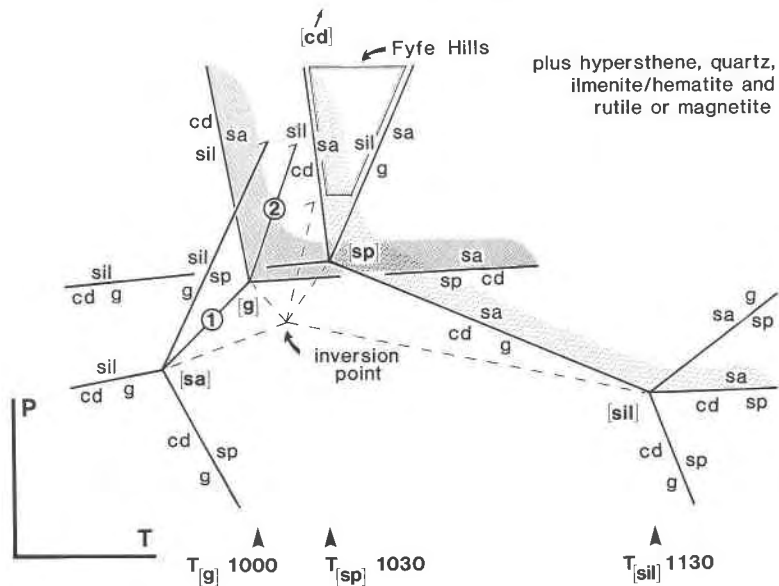 [cd]
Fyfe Hills
plus hypersthene, quartz,
ilmenite/hematite and
rutile or magnetite
cd
sa
sil
sil
cd
sa
sil
sa
g
2
[sp]
sa
sp
cd
sil
cd
g
sil
sp
g
[g]
1
inversion
point
sa
cd
g
g
sa
sp
sil
cd
g
[sa]
sa
cd
sp
[sil]
P
cd
sp
g
cd
sp
g
T
T[g] 1000
T[sp] 1030
T[sil] 1130